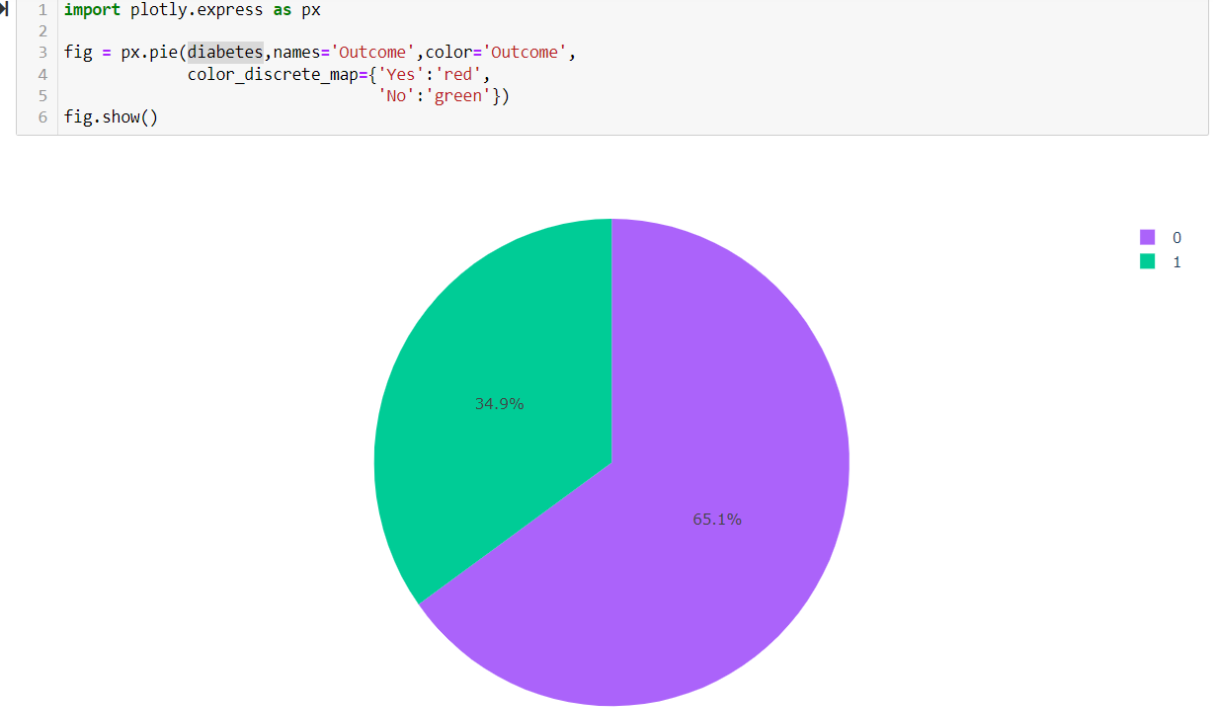 1 import plotly.express as px
2
3 fig = px.pie(diabetes,names='Outcome',color='Outcome',
4 color_discrete_map={'Yes':'red',
5 'No':'green'})
6 fig.show()
0
1
34.9%
65.1%